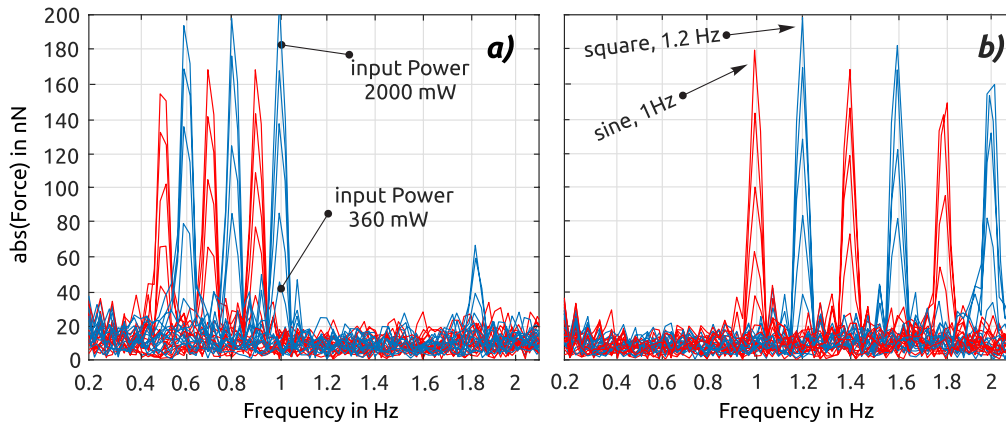 200
180
160
140
120
100
80
60
40
20
0
abs(Force) in nN
a)
input Power
2000 mW
input Power
360 mW
0.2 0.4 0.6 0.8 1 1.2 1.4 1.6 1.8 2
Frequency in Hz
b)
square, 1.2 Hz
sine, 1Hz
0.2 0.4 0.6 0.8 1 1.2 1.4 1.6 1.8 2
Frequency in Hz